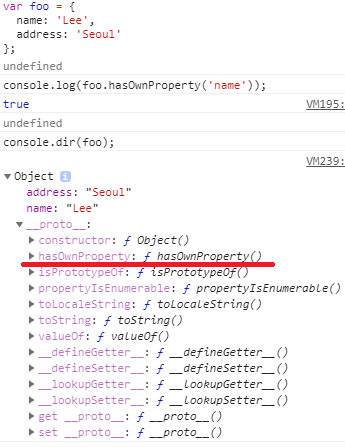 var foo = {
  name: 'Lee',
  address: 'Seoul'
};
undefined
console.log(foo.hasOwnProperty('name'));
true VM195:
undefined
console.dir(foo);
VM239:
▼Object i
address: "Seoul"
name: "Lee"
▼__proto__:
▶constructor: ƒ Object()
▶hasOwnProperty: ƒ hasOwnProperty()
▶isPrototypeOf: ƒ isPrototypeOf()
▶propertyIsEnumerable: ƒ propertyIsEnumerable()
▶toLocaleString: ƒ toLocaleString()
▶toString: ƒ toString()
▶valueOf: ƒ valueOf()
▶__defineGetter__: ƒ __defineGetter__()
▶__defineSetter__: ƒ __defineSetter__()
▶__lookupGetter__: ƒ __lookupGetter__()
▶__lookupSetter__: ƒ __lookupSetter__()
▶get __proto__: ƒ __proto__()
▶set __proto__: ƒ __proto__()